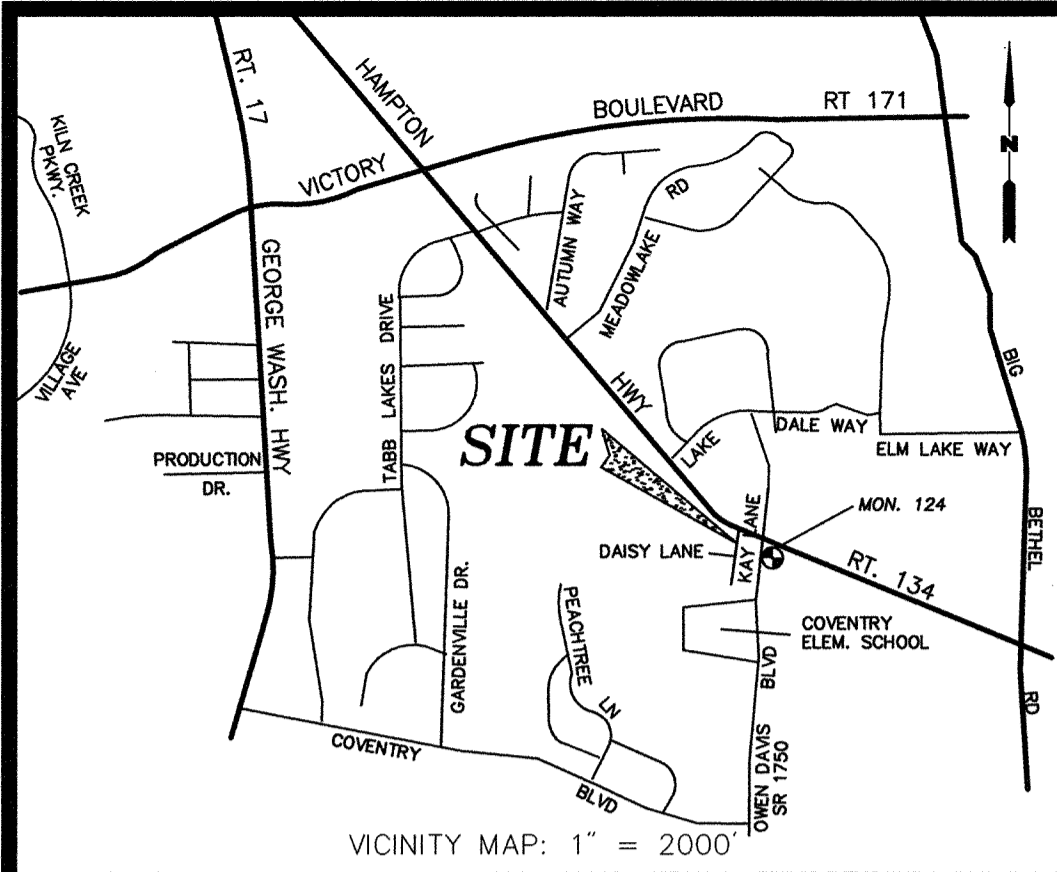 RT. 17
HAMPTON
BOULEVARD
RT 171
KILN CREEK
PKWY.
VICTORY
N
RD
AUTUMN WAY
MEADOWLAKE
GEORGE WASH. HWY
TABB LAKES DRIVE
VILLAGE
AVE
HWY
BIG
SITE
LAKE
DALE WAY
ELM LAKE WAY
PRODUCTION
DR.
MON. 124
KAY LANE
DAISY LANE
RT. 134
BETHEL
GARDENVILLE DR.
PEACHTREE
LN
COVENTRY
ELEM. SCHOOL
BLVD
RD
COVENTRY
BLVD
OWEN DAVIS
SR 1750
VICINITY MAP: 1" = 2000'